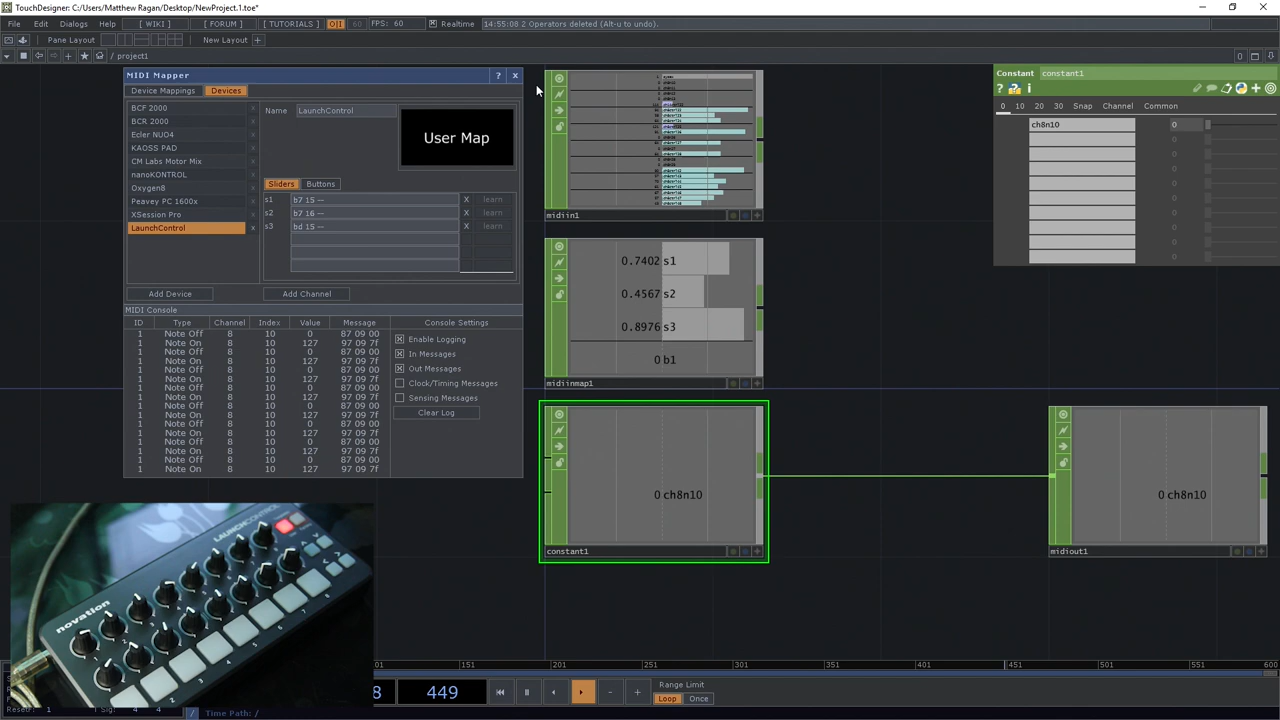 TouchDesigner: C:/Users/Matthew Ragan/Desktop/NewProject.1.toe*
File Edit Dialogs Help [ WIKI ] [ FORUM ] [ TUTORIALS ] O|I FPS: 60 Realtime 14:55:08 2 Operators deleted (Alt-u to undo).
Pane Layout New Layout +
/ project1
MIDI Mapper ? x
Device Mappings Devices
BCF 2000 x
BCR 2000 x
Ecler NUO4 x
KAOSS PAD x
CM Labs Motor Mix x
nanoKONTROL x
Oxygen8 x
Peavey PC 1600x x
XSession Pro x
LaunchControl x
Add Device
Name LaunchControl
User Map
Sliders Buttons
s1 b7 15 -- X learn
s2 b7 16 -- X learn
s3 bd 15 -- X learn
Add Channel
MIDI Console
ID Type Channel Index Value Message
1 Note Off 8 10 0 87 09 00
1 Note On 8 10 127 97 09 7f
1 Note Off 8 10 0 87 09 00
1 Note On 8 10 127 97 09 7f
1 Note Off 8 10 0 87 09 00
1 Note On 8 10 127 97 09 7f
1 Note Off 8 10 0 87 09 00
1 Note On 8 10 127 97 09 7f
1 Note Off 8 10 0 87 09 00
1 Note On 8 10 127 97 09 7f
1 Note Off 8 10 0 87 09 00
1 Note On 8 10 127 97 09 7f
1 Note Off 8 10 0 87 09 00
1 Note On 8 10 127 97 09 7f
1 Note Off 8 10 0 87 09 00
1 Note On 8 10 127 97 09 7f
Console Settings
Enable Logging
In Messages
Out Messages
Clock/Timing Messages
Sensing Messages
Clear Log
midiin1
0.7402 s1
0.4567 s2
0.8976 s3
0 b1
midiinmap1
0 ch8n10
constant1
0 ch8n10
midiout1
Constant constant1
? ? i
0 10 20 30 Snap Channel Common
ch8n10 0
0
0
0
0
0
0
0
0
0
novation
LAUNCHCONTROL
101 151 201 251 301 351 401 451 501 551 600
449
Range Limit
Loop Once
/ Time Path: /